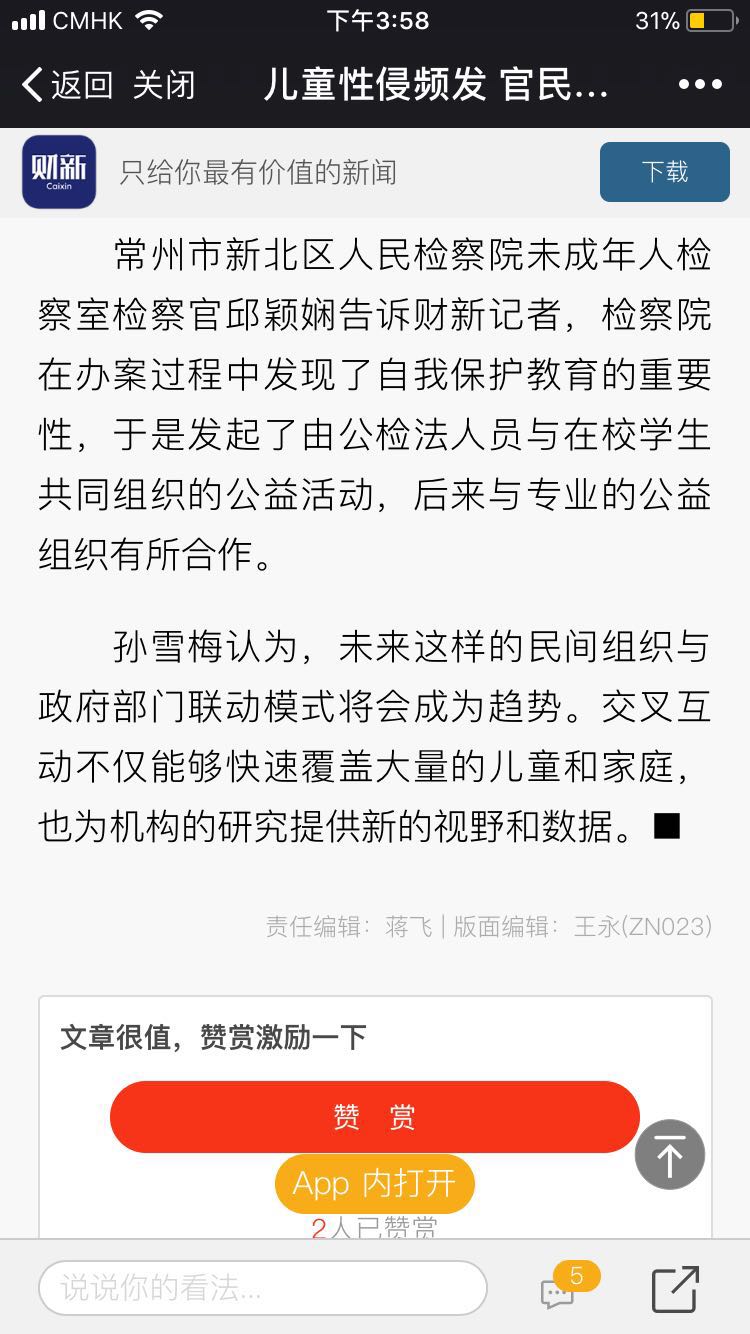 CMHK 下午3:58 31%
返回 关闭 儿童性侵频发 官民...
财新 Caixin 只给你最有价值的新闻 下载
常州市新北区人民检察院未成年人检
察室检察官邱颖娴告诉财新记者，检察院
在办案过程中发现了自我保护教育的重要
性，于是发起了由公检法人员与在校学生
共同组织的公益活动，后来与专业的公益
组织有所合作。
孙雪梅认为，未来这样的民间组织与
政府部门联动模式将会成为趋势。交叉互
动不仅能够快速覆盖大量的儿童和家庭，
也为机构的研究提供新的视野和数据。■
责任编辑：蒋飞 | 版面编辑：王永(ZN023)
文章很值，赞赏激励一下
赞 赏
App 内打开
2人已赞赏
说说你的看法... 5